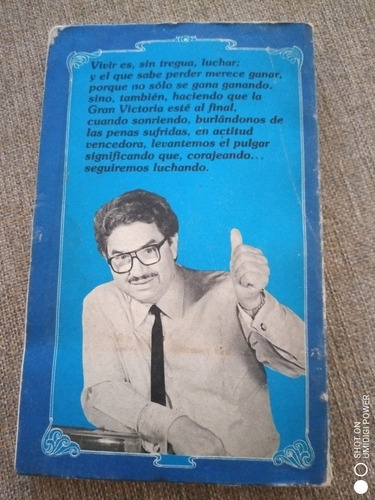 Vivir es, sin tregua, luchar;
y el que sabe perder merece ganar,
porque no sólo se gana ganando,
sino, también, haciendo que la
Gran Victoria esté al final,
cuando sonriendo, burlándonos de
las penas sufridas, en actitud
vencedora, levantemos el pulgar
significando que, corajeando...
seguiremos luchando.
SHOT ON
UMIDIGI POWER